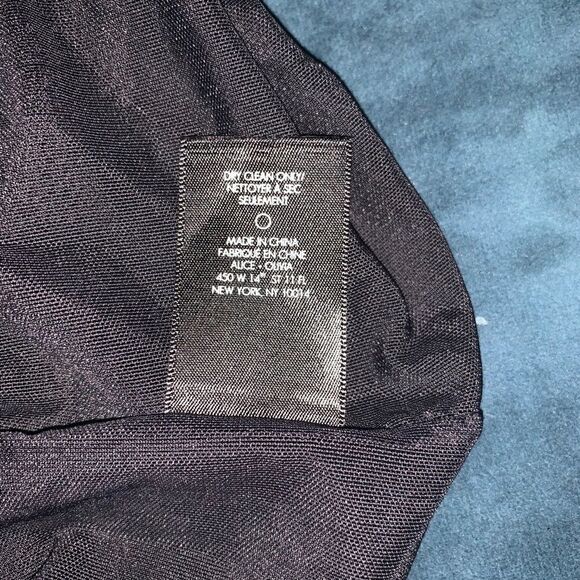 DRY CLEAN ONLY/
NETTOYER À SEC
SEULEMENT
MADE IN CHINA
FABRIQUÉ EN CHINE
ALICE + OLIVIA
450 W 14TH ST 11 FL
NEW YORK, NY 10014